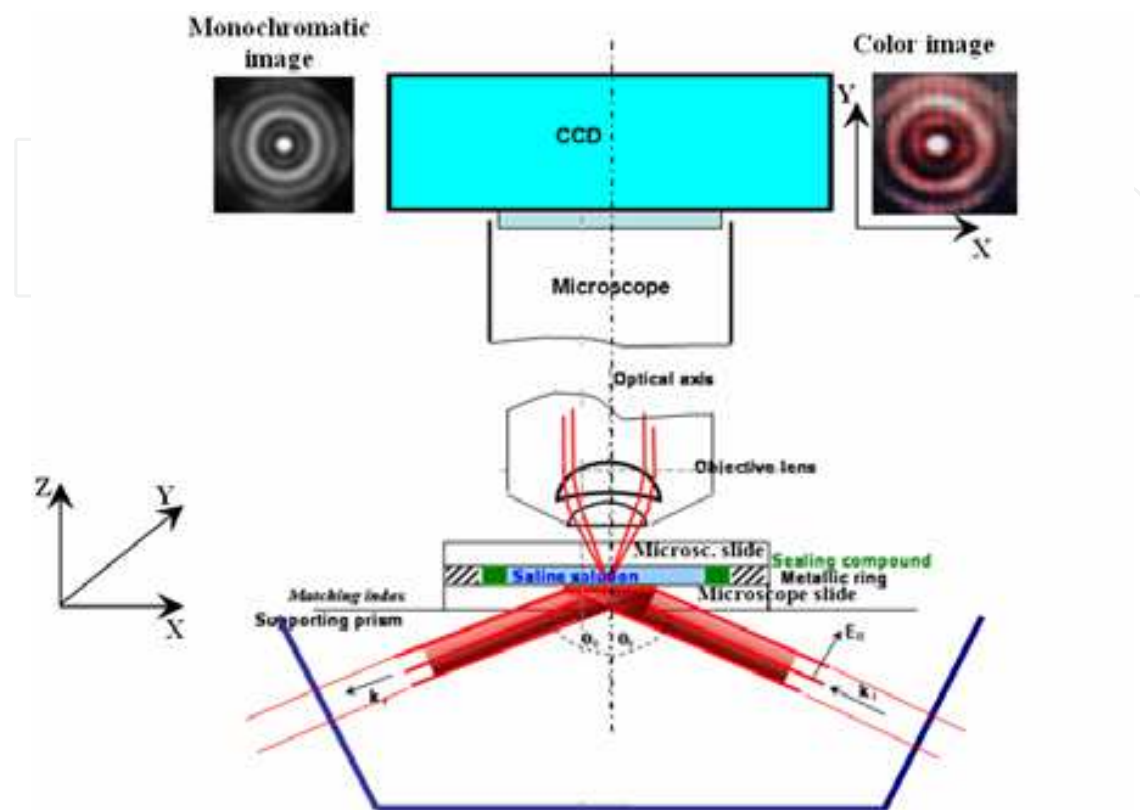 Monochromatic
image
Color image
CCD
Y
X
Microscope
Optical axis
Objective lens
Z
Y
X
Microsc. slide
Sealing compound
Saline solution
Metallic ring
Matching index
Microscope slide
Supporting prism
E
k
k i